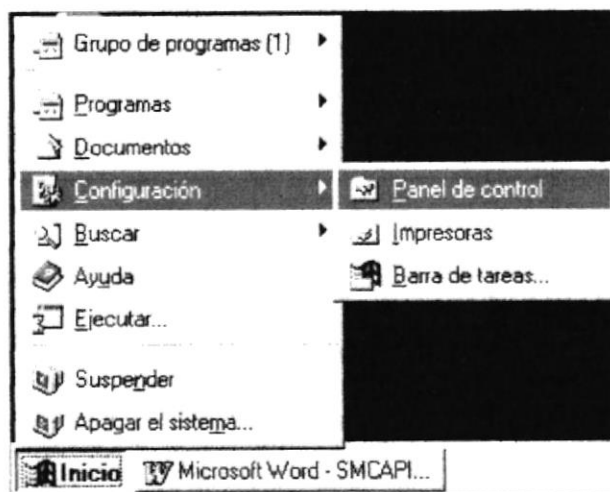 Grupo de programas (1)
Programas
Documentos
Configuración
Panel de control
Buscar
Impresoras
Ayuda
Barra de tareas...
Ejecutar...
Suspender
Apagar el sistema...
Inicio
Microsoft Word - SMCAPI...